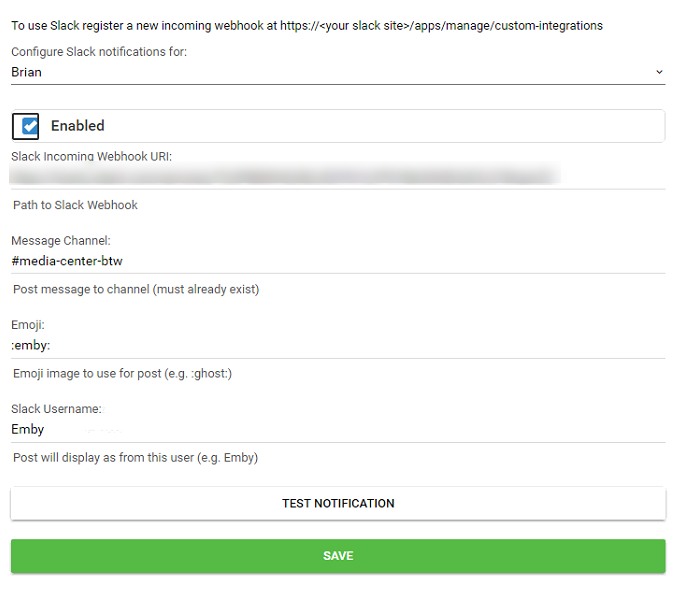 To use Slack register a new incoming webhook at https://<your slack site>/apps/manage/custom-integrations
Configure Slack notifications for:
Brian
Enabled
Slack Incoming Webhook URI:
Path to Slack Webhook
Message Channel:
#media-center-btw
Post message to channel (must already exist)
Emoji:
:emby:
Emoji image to use for post (e.g. :ghost:)
Slack Username:
Emby
Post will display as from this user (e.g. Emby)
TEST NOTIFICATION
SAVE